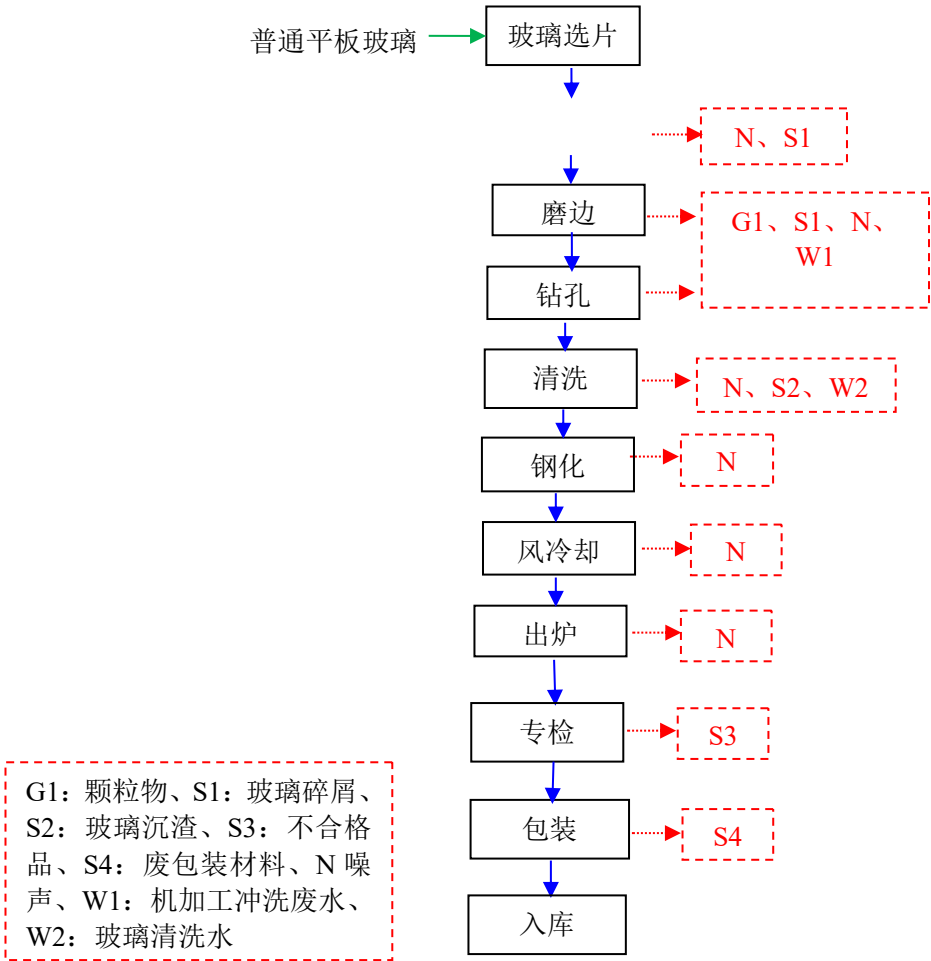 普通平板玻璃
玻璃选片
N、S1
磨边
G1、S1、N、
W1
钻孔
清洗
N、S2、W2
钢化
N
风冷却
N
出炉
N
专检
S3
包装
S4
入库
G1：颗粒物、S1：玻璃碎屑、
S2：玻璃沉渣、S3：不合格
品、S4：废包装材料、N 噪
声、W1：机加工冲洗废水、
W2：玻璃清洗水